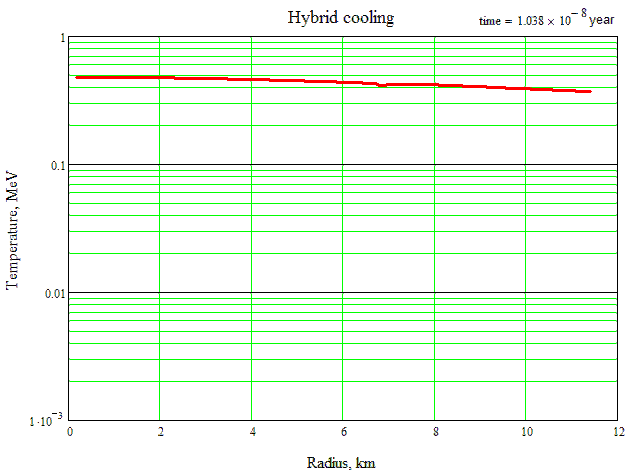 Hybrid cooling
time = 1.038 × 10⁻⁸ year
1
0.1
0.01
1·10⁻³
Temperature, MeV
0 2 4 6 8 10 12
Radius, km